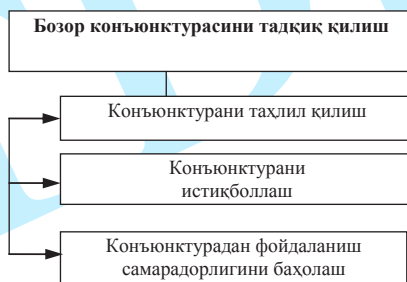 Бозор конъюнктурасини тадқиқ қилиш
Конъюнктурани таҳлил қилиш
Конъюнктурани
истиқболлаш
Конъюнктурадан фойдаланиш
самарадорлигини баҳолаш